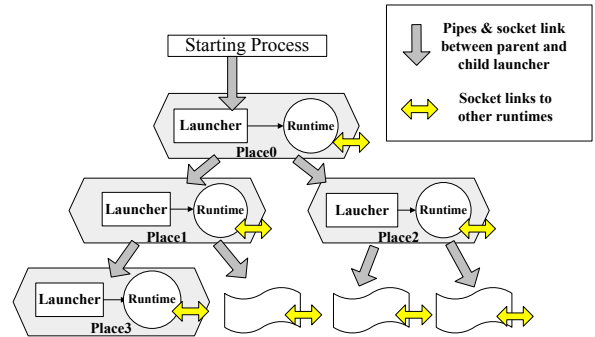 Starting Process
Pipes & socket link
between parent and
child launcher
Socket links to
other runtimes
Launcher
Runtime
Place0
Launcher
Runtime
Place1
Laucher
Runtime
Place2
Launcher
Runtime
Place3